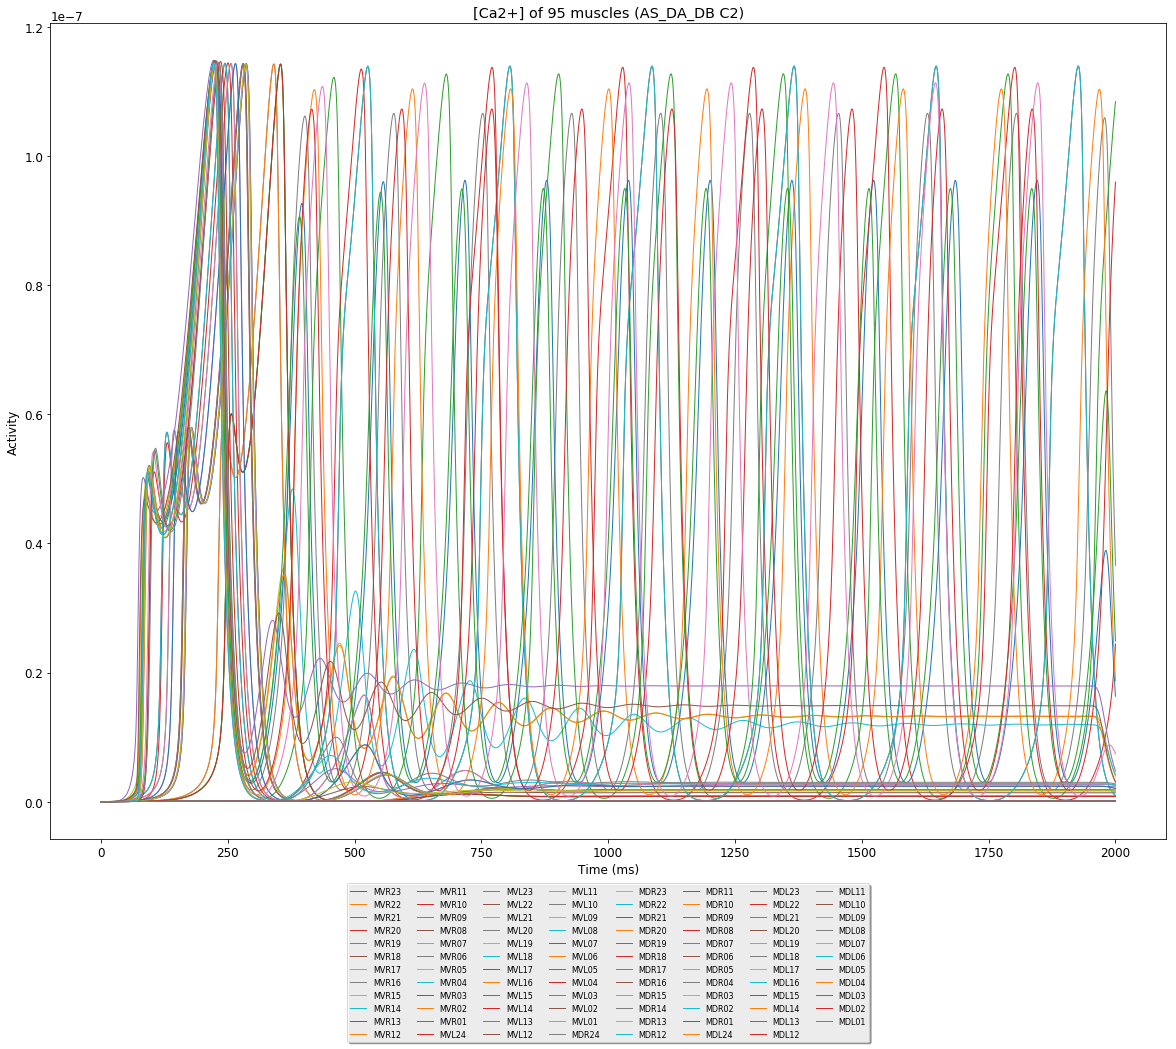 [Ca2+] of 95 muscles (AS_DA_DB C2)
1e−7
1.2
1.0
0.8
0.6
0.4
0.2
0.0
Activity
0 250 500 750 1000 1250 1500 1750 2000
Time (ms)
MVR23 MVR11 MVL23 MVL11 MDR23 MDR11 MDL23 MDL11
MVR22 MVR10 MVL22 MVL10 MDR22 MDR10 MDL22 MDL10
MVR21 MVR09 MVL21 MVL09 MDR21 MDR09 MDL21 MDL09
MVR20 MVR08 MVL20 MVL08 MDR20 MDR08 MDL20 MDL08
MVR19 MVR07 MVL19 MVL07 MDR19 MDR07 MDL19 MDL07
MVR18 MVR06 MVL18 MVL06 MDR18 MDR06 MDL18 MDL06
MVR17 MVR05 MVL17 MVL05 MDR17 MDR05 MDL17 MDL05
MVR16 MVR04 MVL16 MVL04 MDR16 MDR04 MDL16 MDL04
MVR15 MVR03 MVL15 MVL03 MDR15 MDR03 MDL15 MDL03
MVR14 MVR02 MVL14 MVL02 MDR14 MDR02 MDL14 MDL02
MVR13 MVR01 MVL13 MVL01 MDR13 MDR01 MDL13 MDL01
MVR12 MVL24 MVL12 MDR24 MDR12 MDL24 MDL12